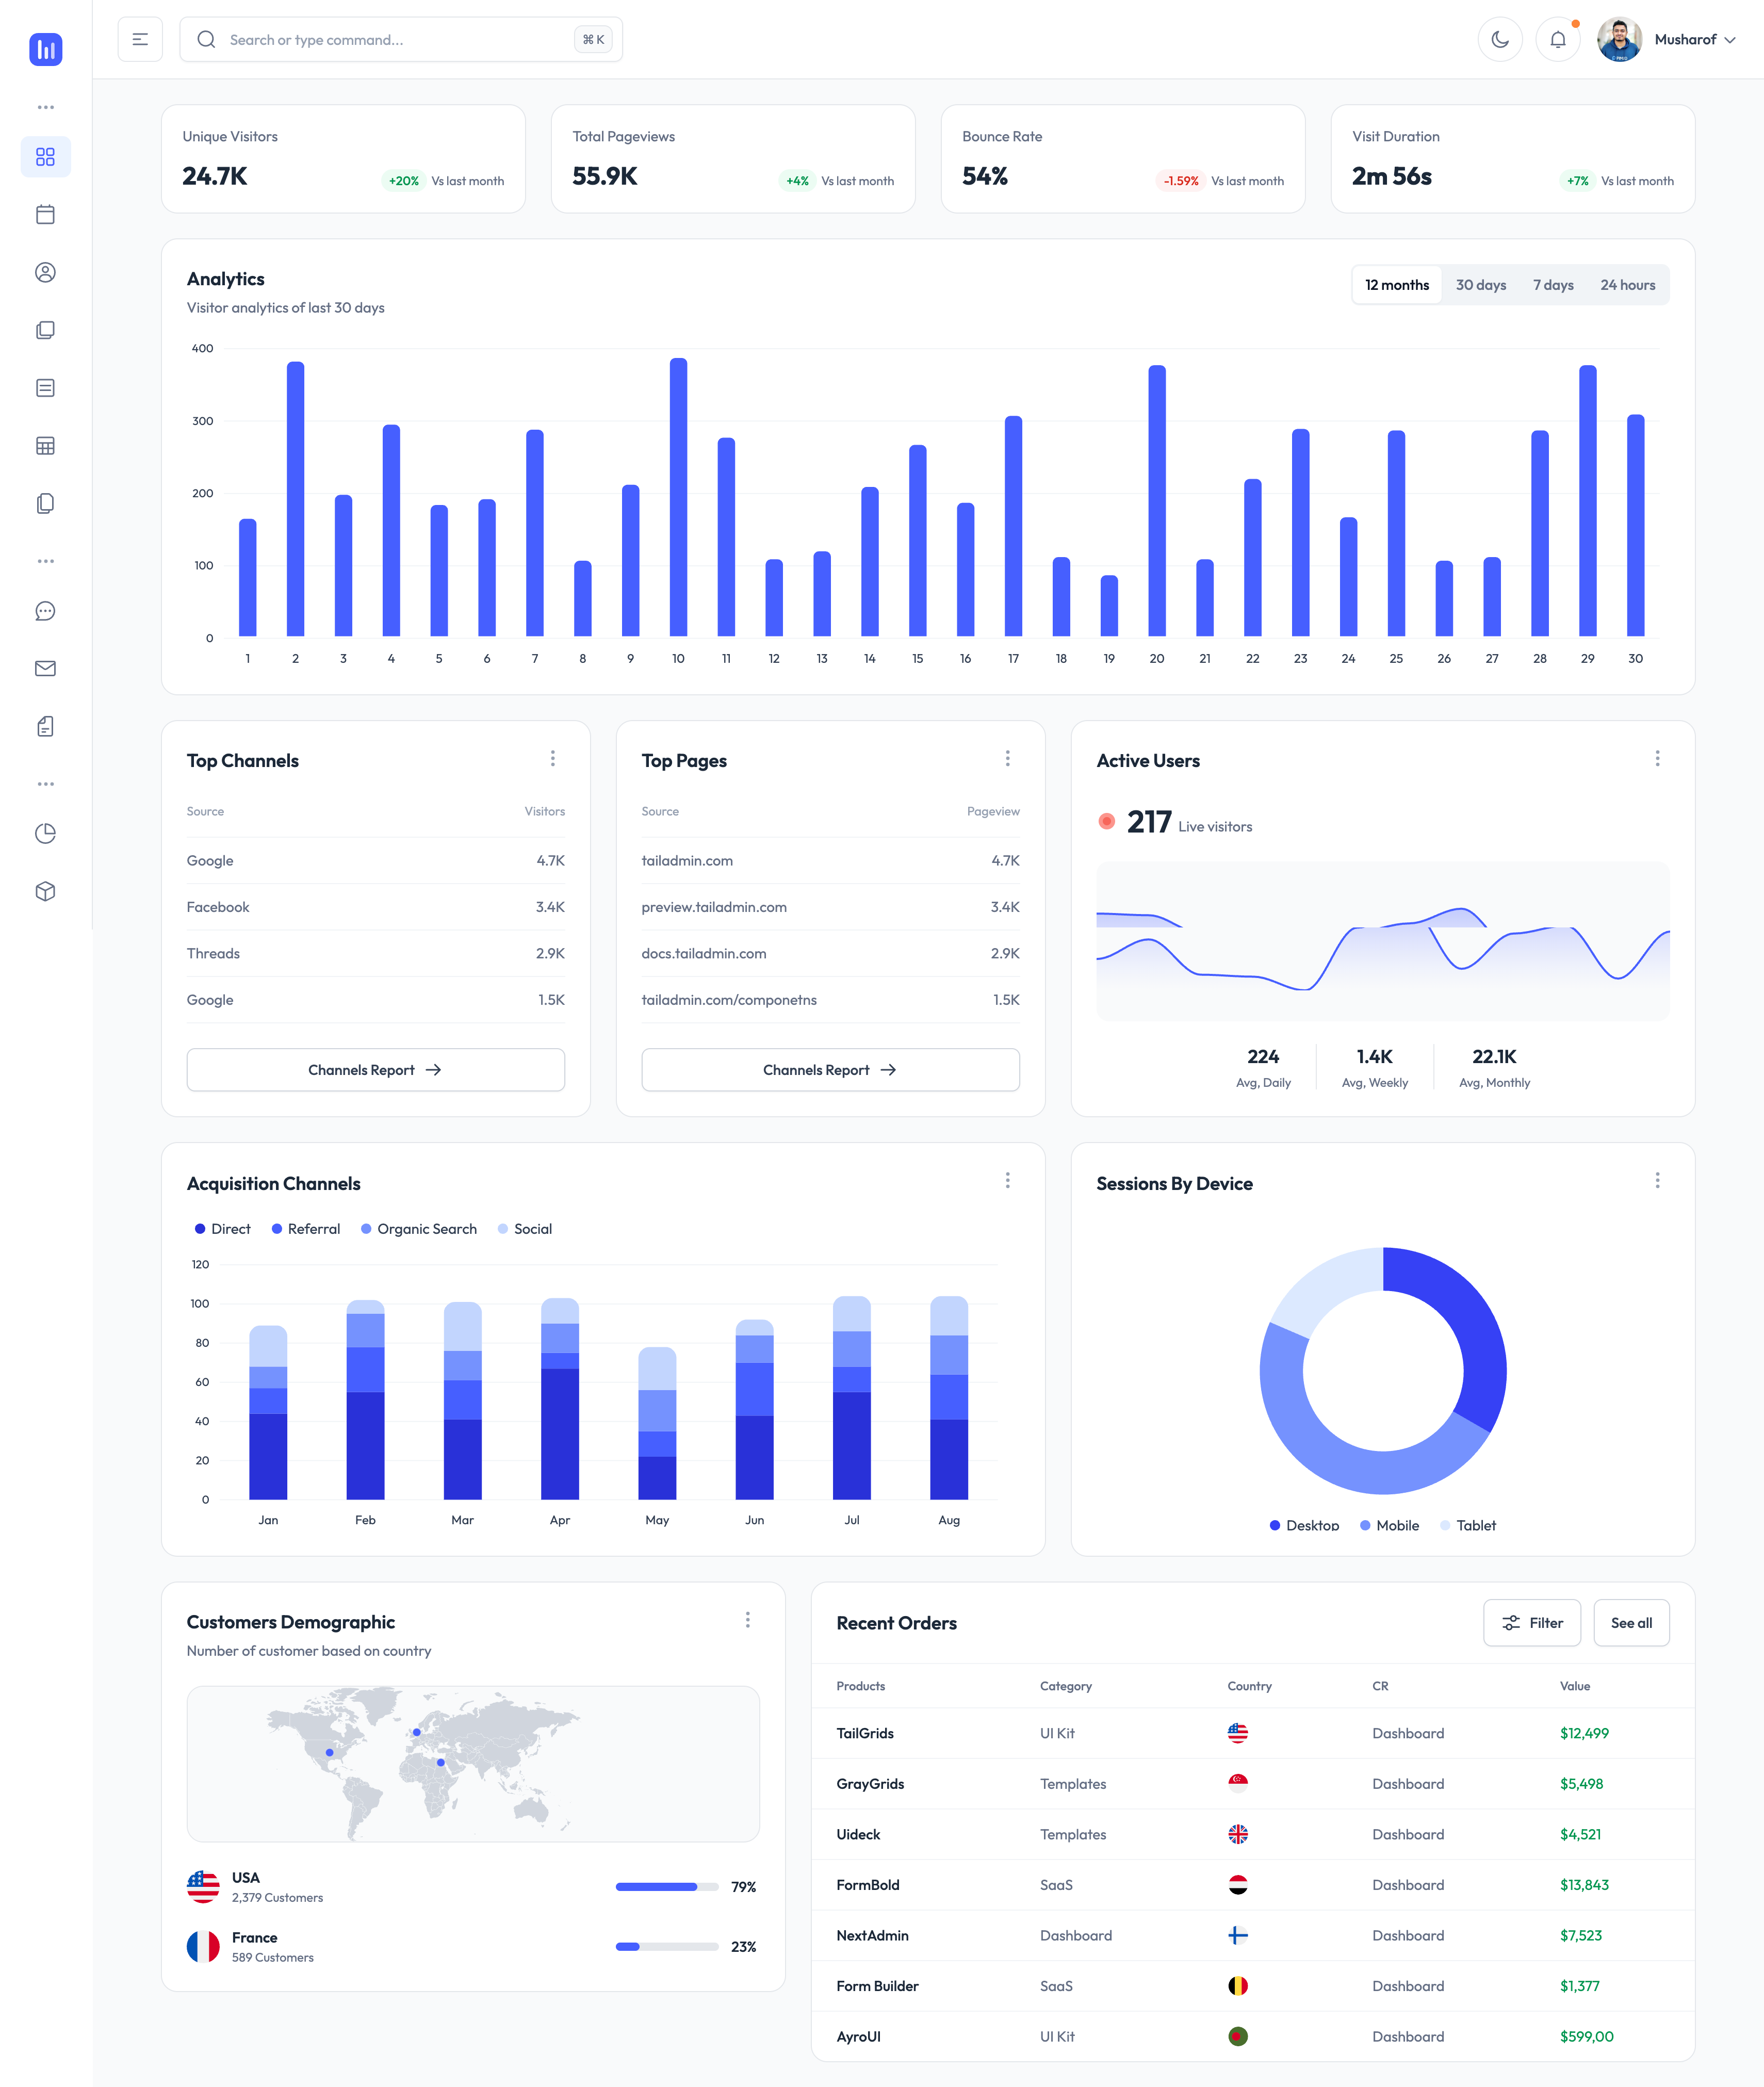 Search or type command...
⌘ K
Musharof
Unique Visitors
24.7K
+20% Vs last month
Total Pageviews
55.9K
+4% Vs last month
Bounce Rate
54%
-1.59% Vs last month
Visit Duration
2m 56s
+7% Vs last month
Analytics
Visitor analytics of last 30 days
12 months 30 days 7 days 24 hours
400
300
200
100
0
1 2 3 4 5 6 7 8 9 10 11 12 13 14 15 16 17 18 19 20 21 22 23 24 25 26 27 28 29 30
Top Channels
Source Visitors
Google 4.7K
Facebook 3.4K
Threads 2.9K
Google 1.5K
Channels Report
Top Pages
Source Pageview
tailadmin.com 4.7K
preview.tailadmin.com 3.4K
docs.tailadmin.com 2.9K
tailadmin.com/componetns 1.5K
Channels Report
Active Users
217 Live visitors
224 1.4K 22.1K
Avg, Daily Avg, Weekly Avg, Monthly
Acquisition Channels
Direct Referral Organic Search Social
120
100
80
60
40
20
0
Jan Feb Mar Apr May Jun Jul Aug
Sessions By Device
Desktop Mobile Tablet
Customers Demographic
Number of customer based on country
USA
2,379 Customers
79%
France
589 Customers
23%
Recent Orders
Filter See all
Products Category Country CR Value
TailGrids UI Kit Dashboard $12,499
GrayGrids Templates Dashboard $5,498
Uideck Templates Dashboard $4,521
FormBold SaaS Dashboard $13,843
NextAdmin Dashboard Dashboard $7,523
Form Builder SaaS Dashboard $1,377
AyroUI UI Kit Dashboard $599,00